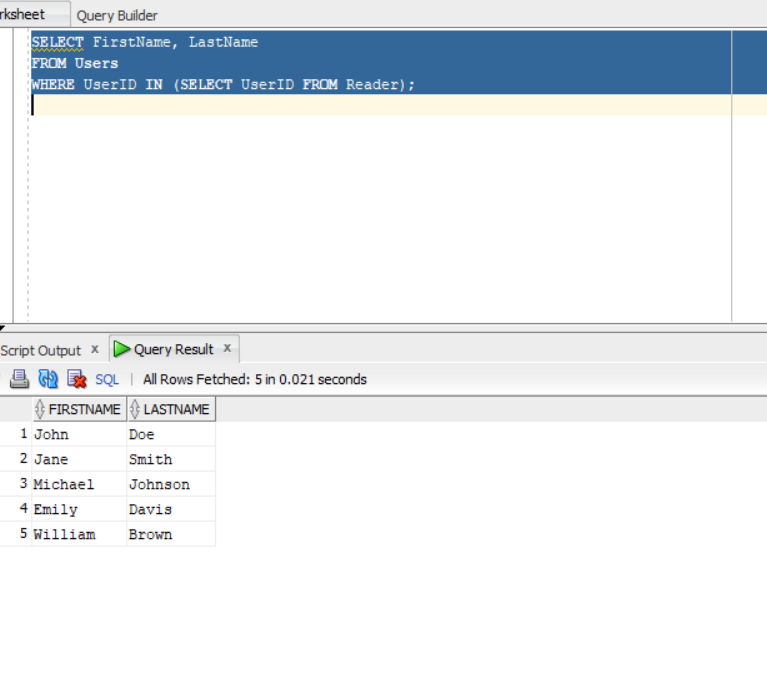 rksheet Query Builder
SELECT FirstName, LastName
FROM Users
WHERE UserID IN (SELECT UserID FROM Reader);
Script Output x Query Result x
SQL | All Rows Fetched: 5 in 0.021 seconds
FIRSTNAME LASTNAME
1 John Doe
2 Jane Smith
3 Michael Johnson
4 Emily Davis
5 William Brown